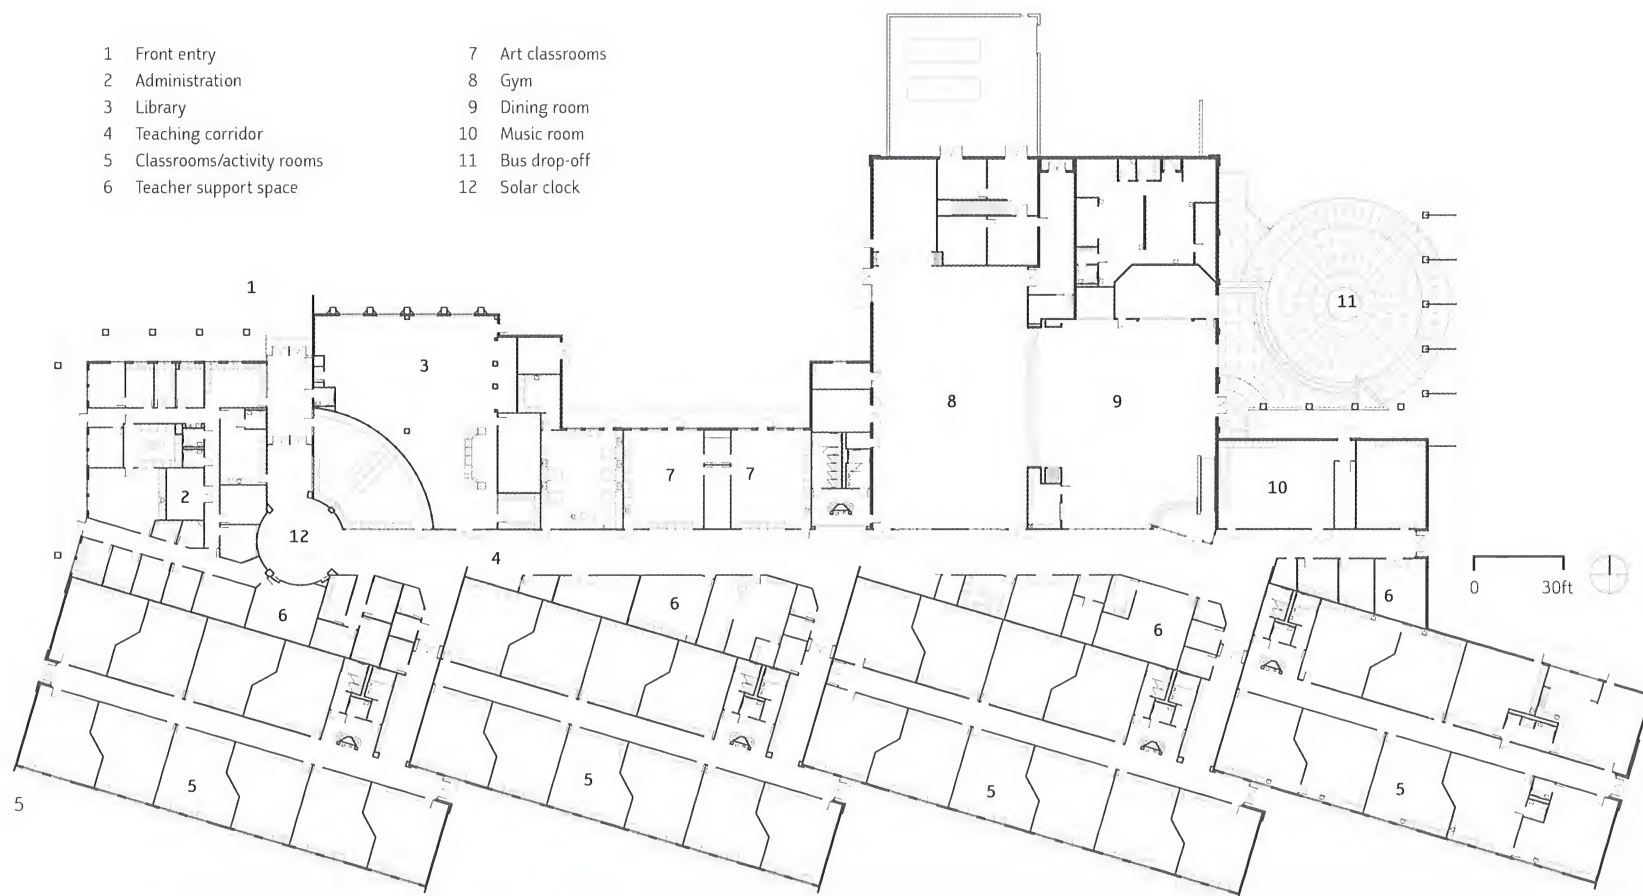 1 Front entry
2 Administration
3 Library
4 Teaching corridor
5 Classrooms/activity rooms
6 Teacher support space
7 Art classrooms
8 Gym
9 Dining room
10 Music room
11 Bus drop-off
12 Solar clock
1
11
3
8
9
7
7
10
2
12
4
0 30ft
6
6
6
6
5
5
5
5
5